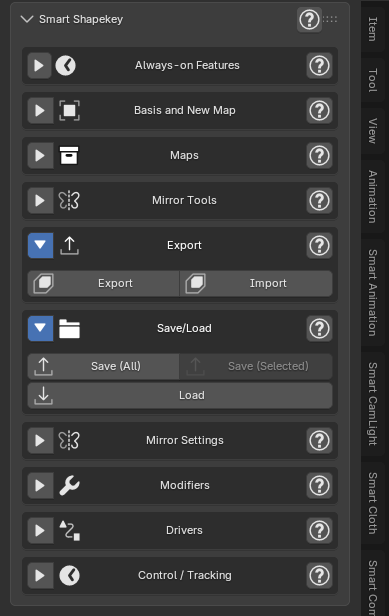 Smart Shapekey
Always-on Features
Basis and New Map
Maps
Mirror Tools
Export
Export Import
Save/Load
Save (All) Save (Selected)
Load
Mirror Settings
Modifiers
Drivers
Control / Tracking
Item
Tool
View
Animation
Smart Animation
Smart CamLight
Smart Cloth
Smart Con